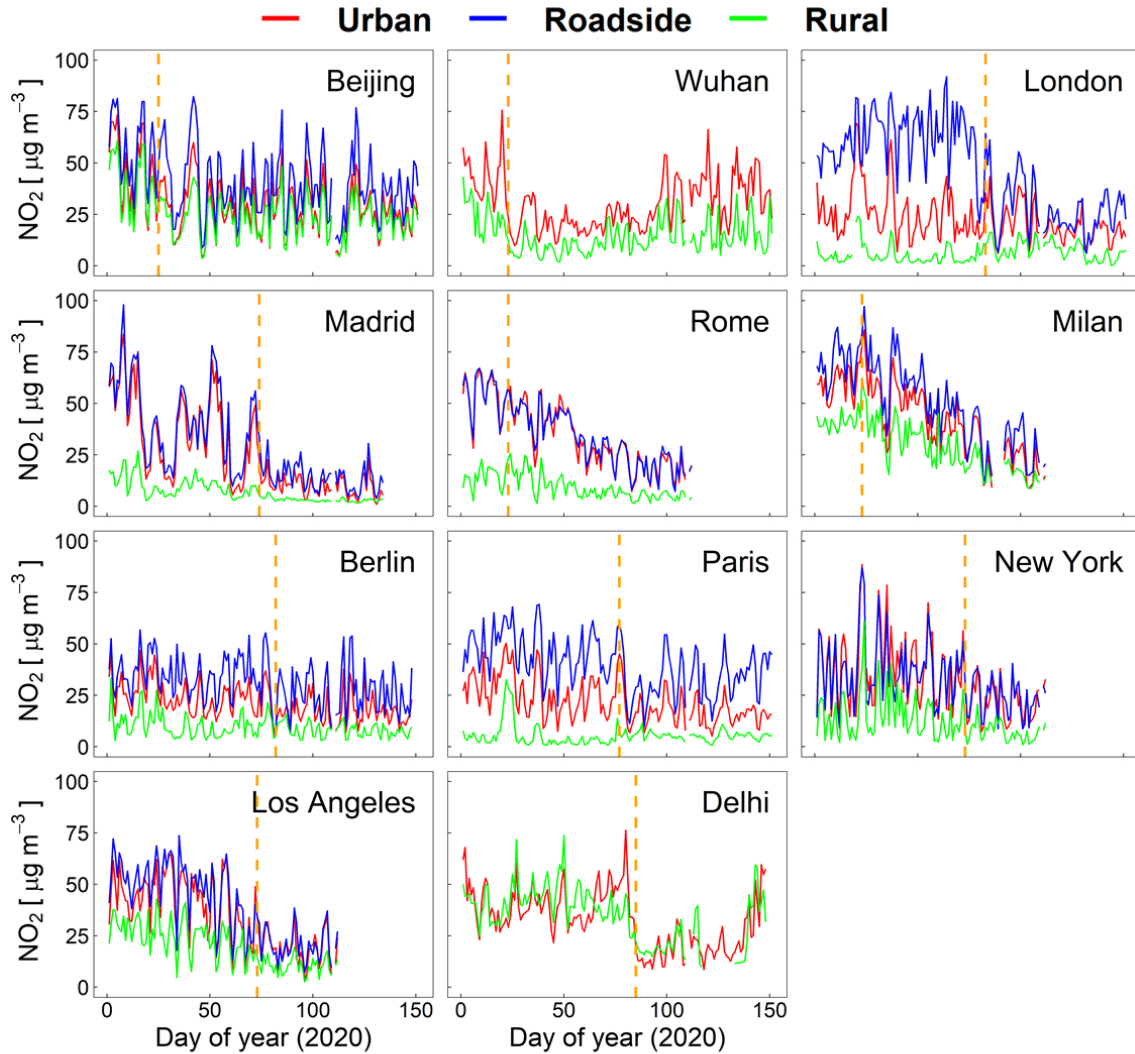 Urban Roadside Rural
100 Beijing Wuhan London
75
50
25
0
NO₂ [ µg m⁻³ ]
100 Madrid Rome Milan
75
50
25
0
NO₂ [ µg m⁻³ ]
100 Berlin Paris New York
75
50
25
0
NO₂ [ µg m⁻³ ]
100 Los Angeles Delhi
75
50
25
0
NO₂ [ µg m⁻³ ]
0 50 100 150 0 50 100 150
Day of year (2020) Day of year (2020)